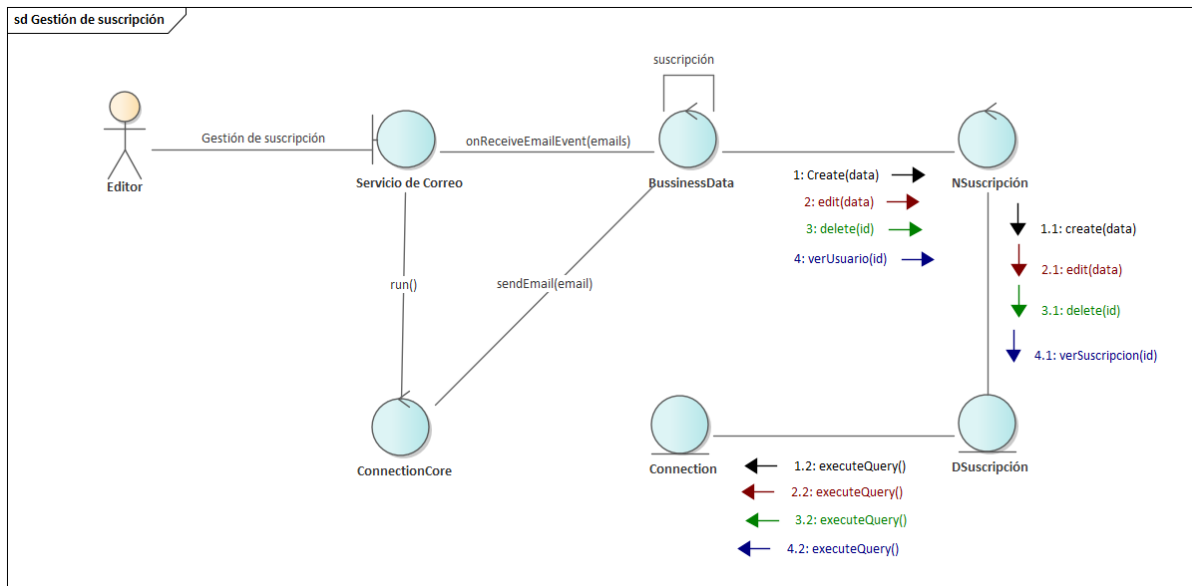 sd Gestión de suscripción
suscripción
Gestión de suscripción
onReceiveEmailEvent(emails)
Editor
Servicio de Correo
BussinessData
NSuscripción
1: Create(data)
2: edit(data)
3: delete(id)
4: verUsuario(id)
1.1: create(data)
2.1: edit(data)
3.1: delete(id)
4.1: verSuscripcion(id)
run()
sendEmail(email)
ConnectionCore
Connection
DSuscripción
1.2: executeQuery()
2.2: executeQuery()
3.2: executeQuery()
4.2: executeQuery()